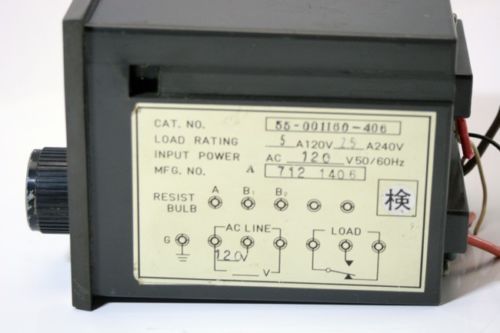 CAT. NO. 55-001160-406
LOAD RATING 5 A120V 2.5 A240V
INPUT POWER AC 120 V50/60Hz
MFG. NO. A 712 1406
A B1 B2
RESIST
BULB
検
AC LINE LOAD
G
120V
V